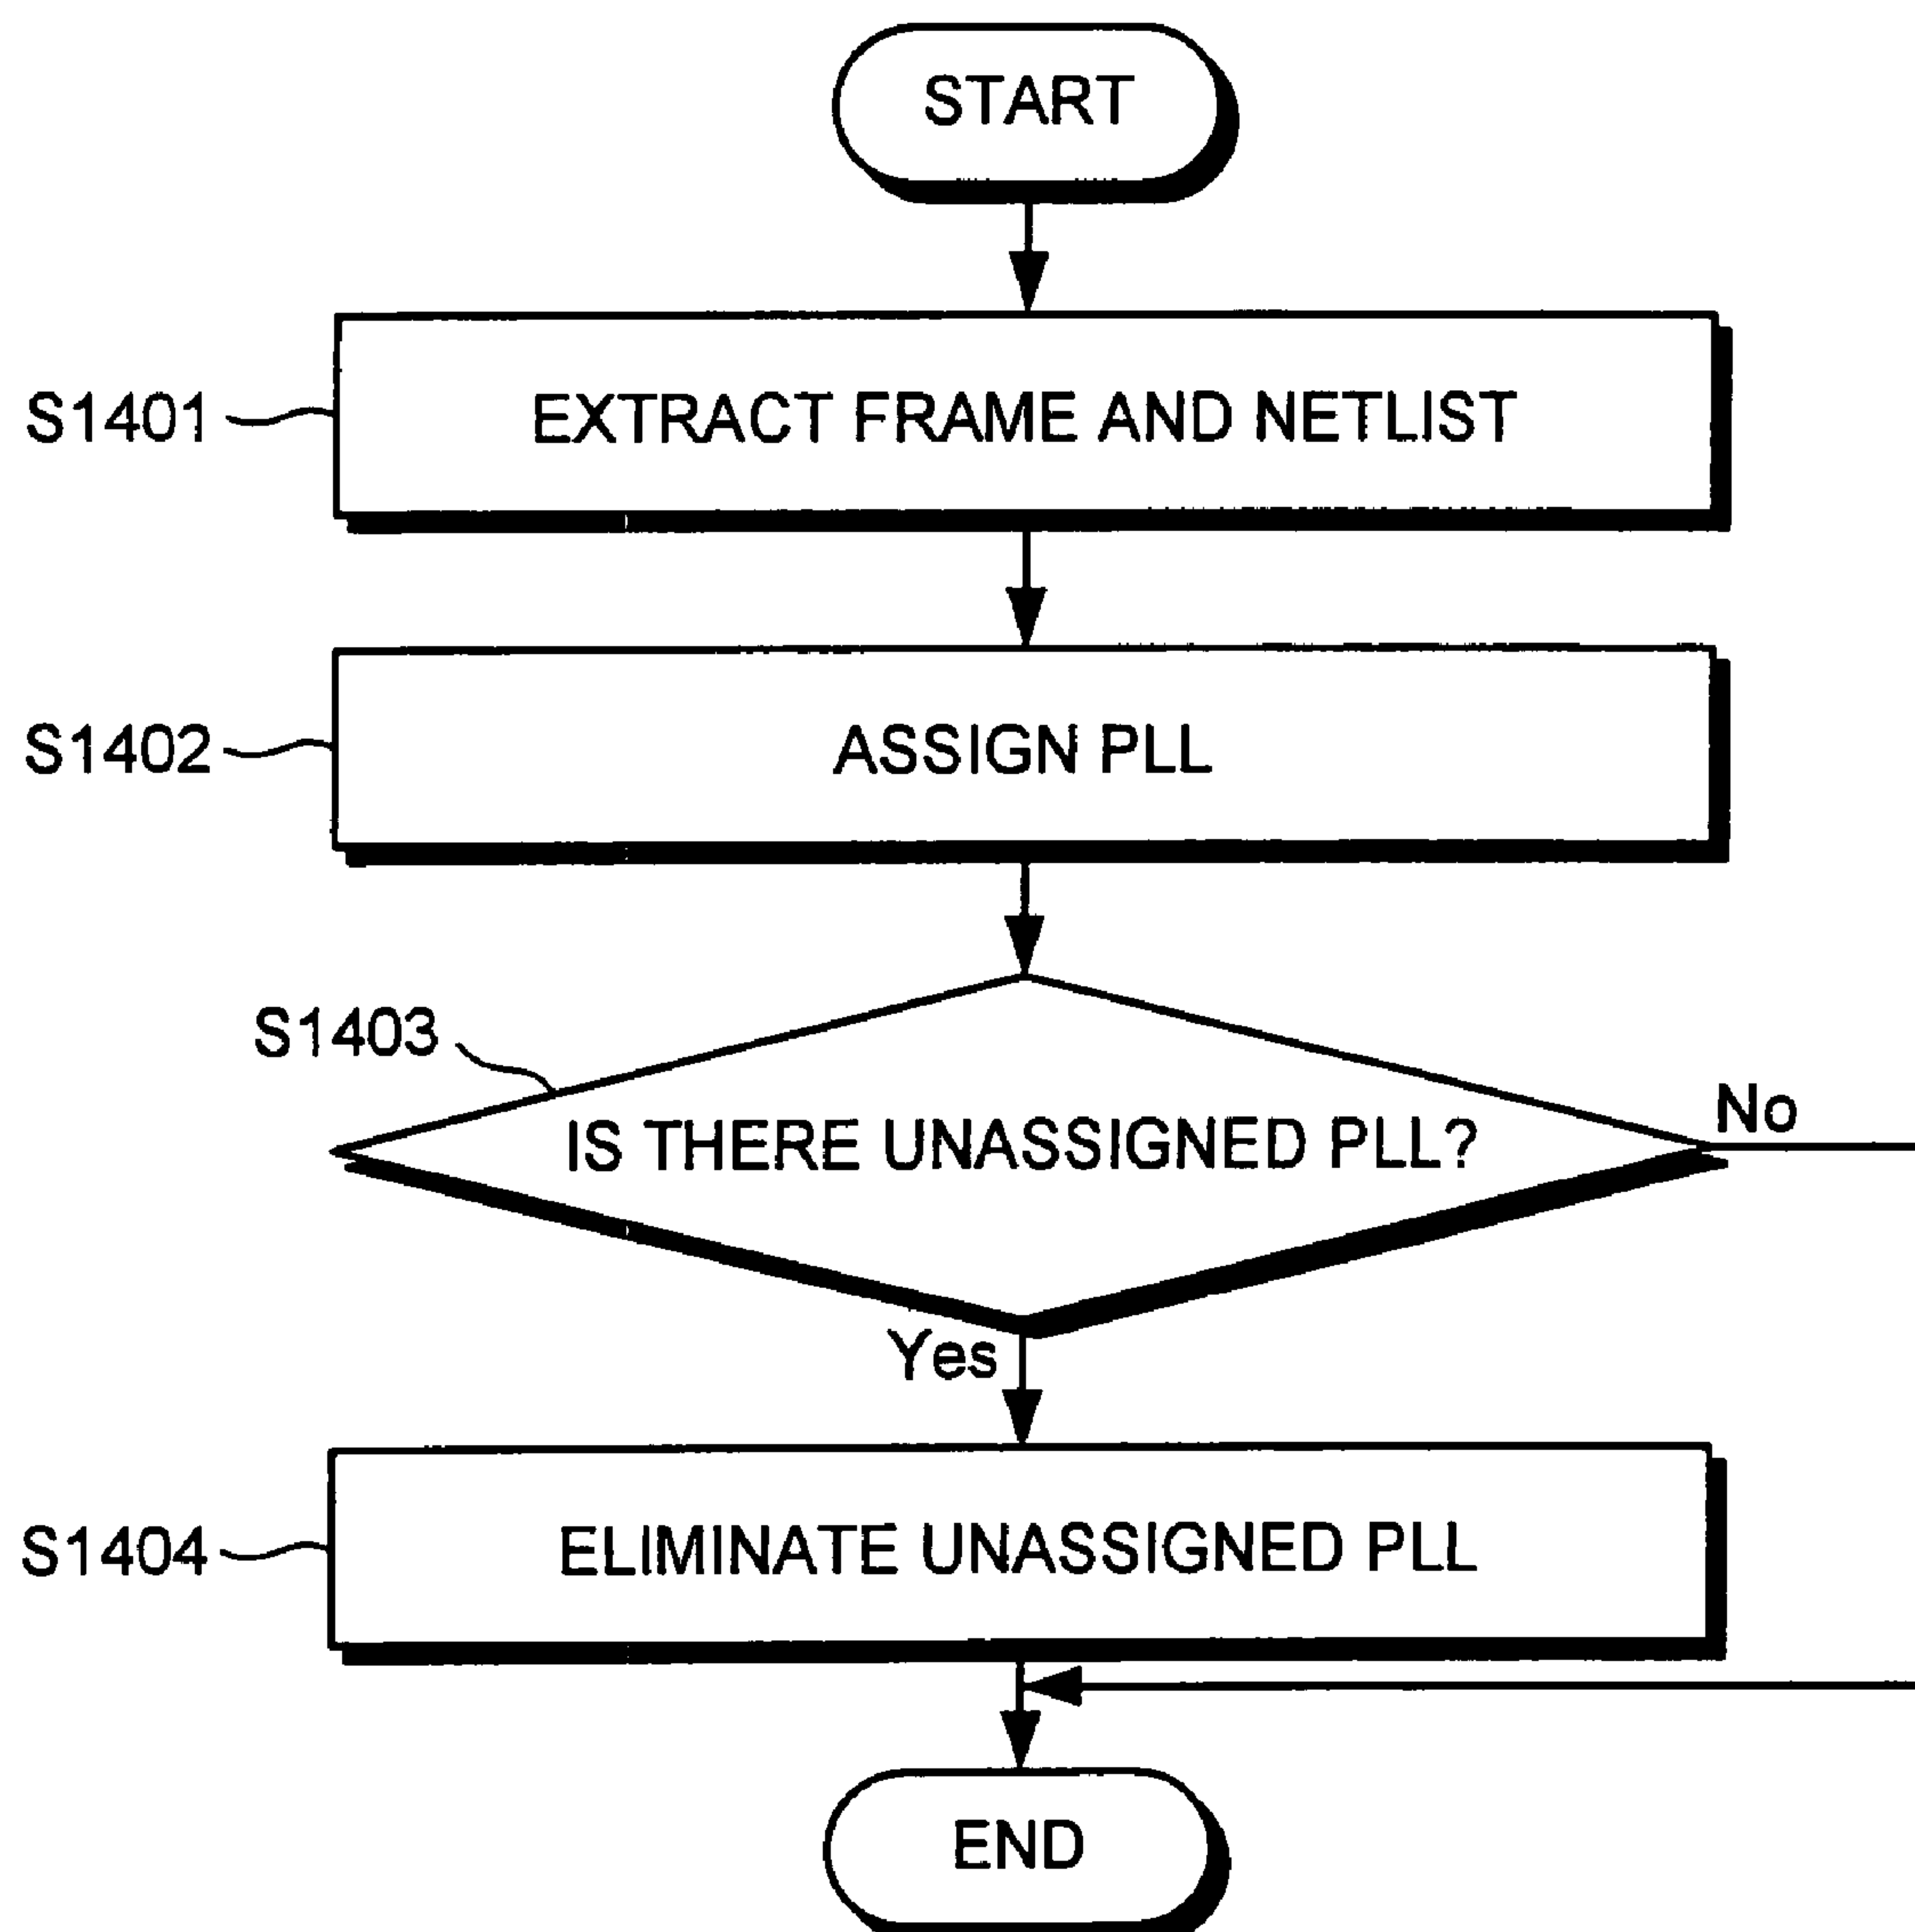 START
S1401
EXTRACT FRAME AND NETLIST
S1402
ASSIGN PLL
S1403
IS THERE UNASSIGNED PLL?
No
Yes
S1404
ELIMINATE UNASSIGNED PLL
END